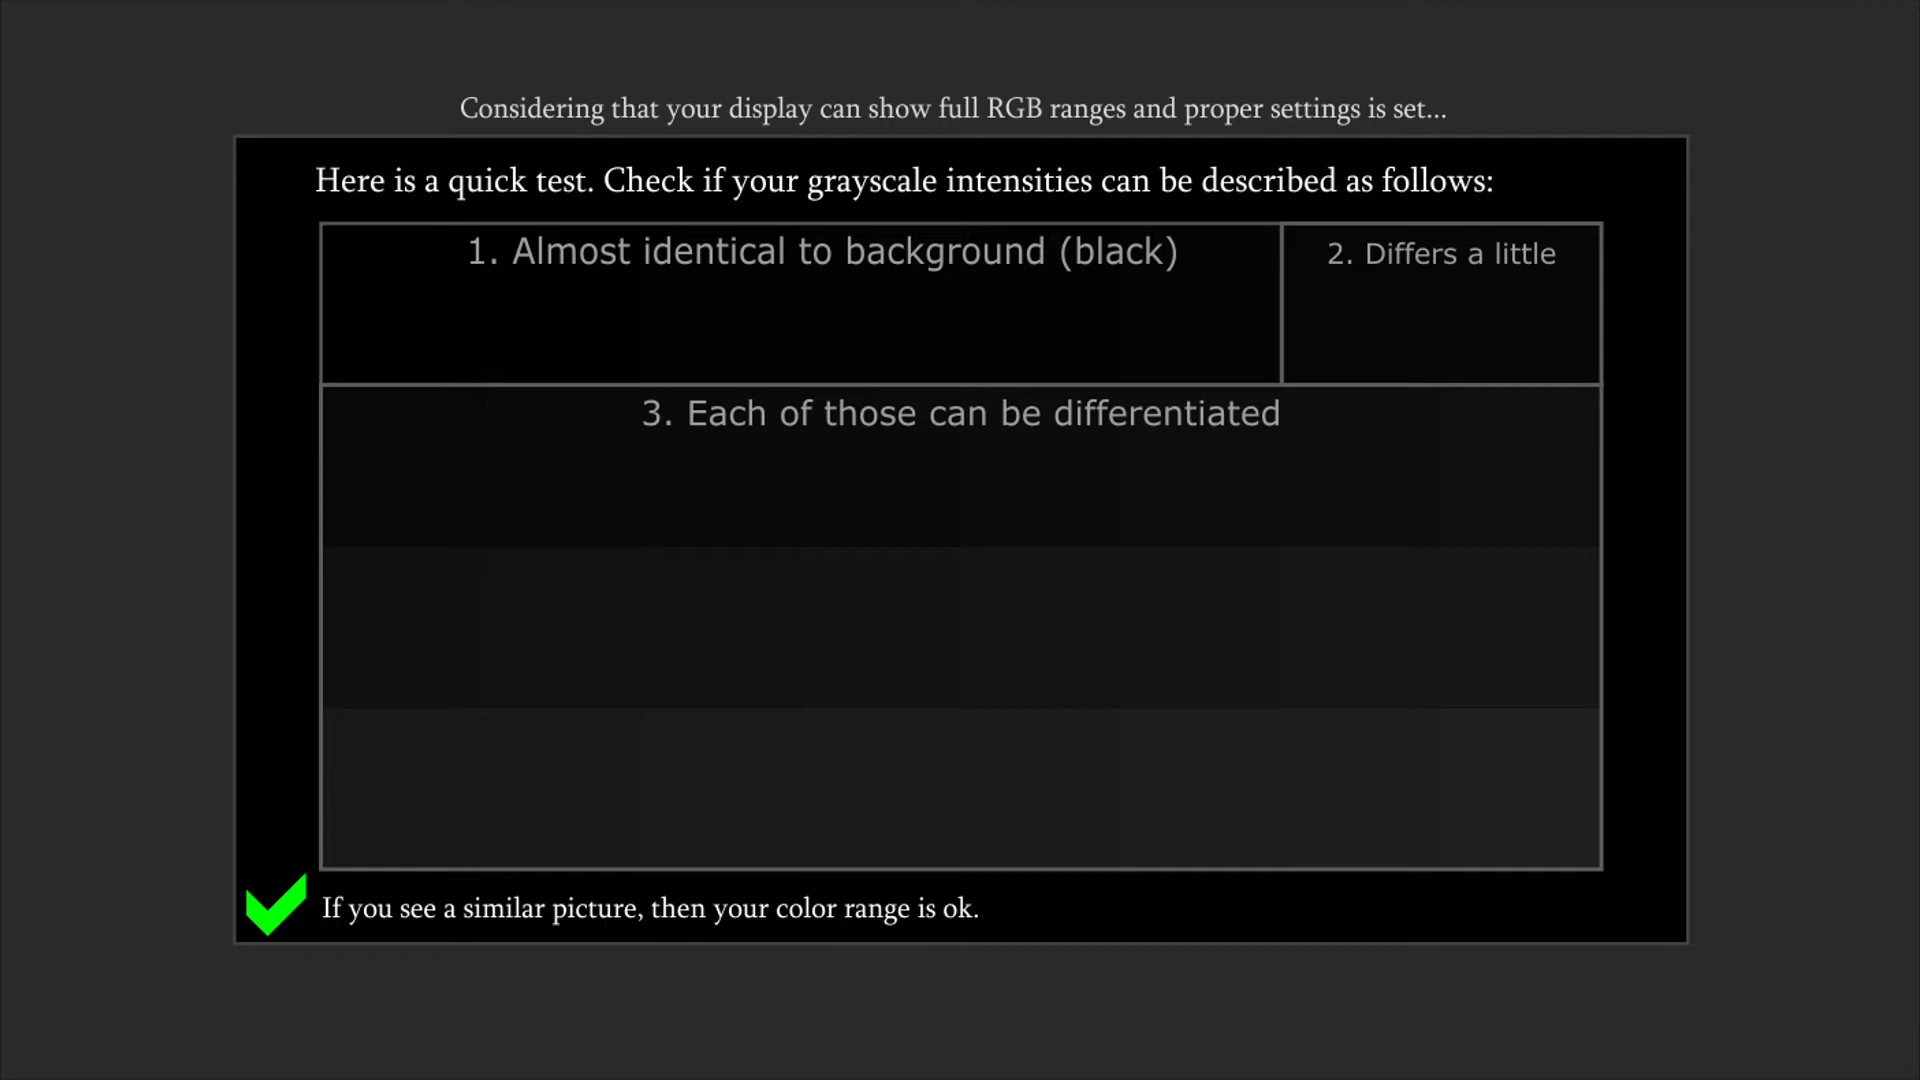 Considering that your display can show full RGB ranges and proper settings is set...
Here is a quick test. Check if your grayscale intensities can be described as follows:
1. Almost identical to background (black)
2. Differs a little
3. Each of those can be differentiated
If you see a similar picture, then your color range is ok.